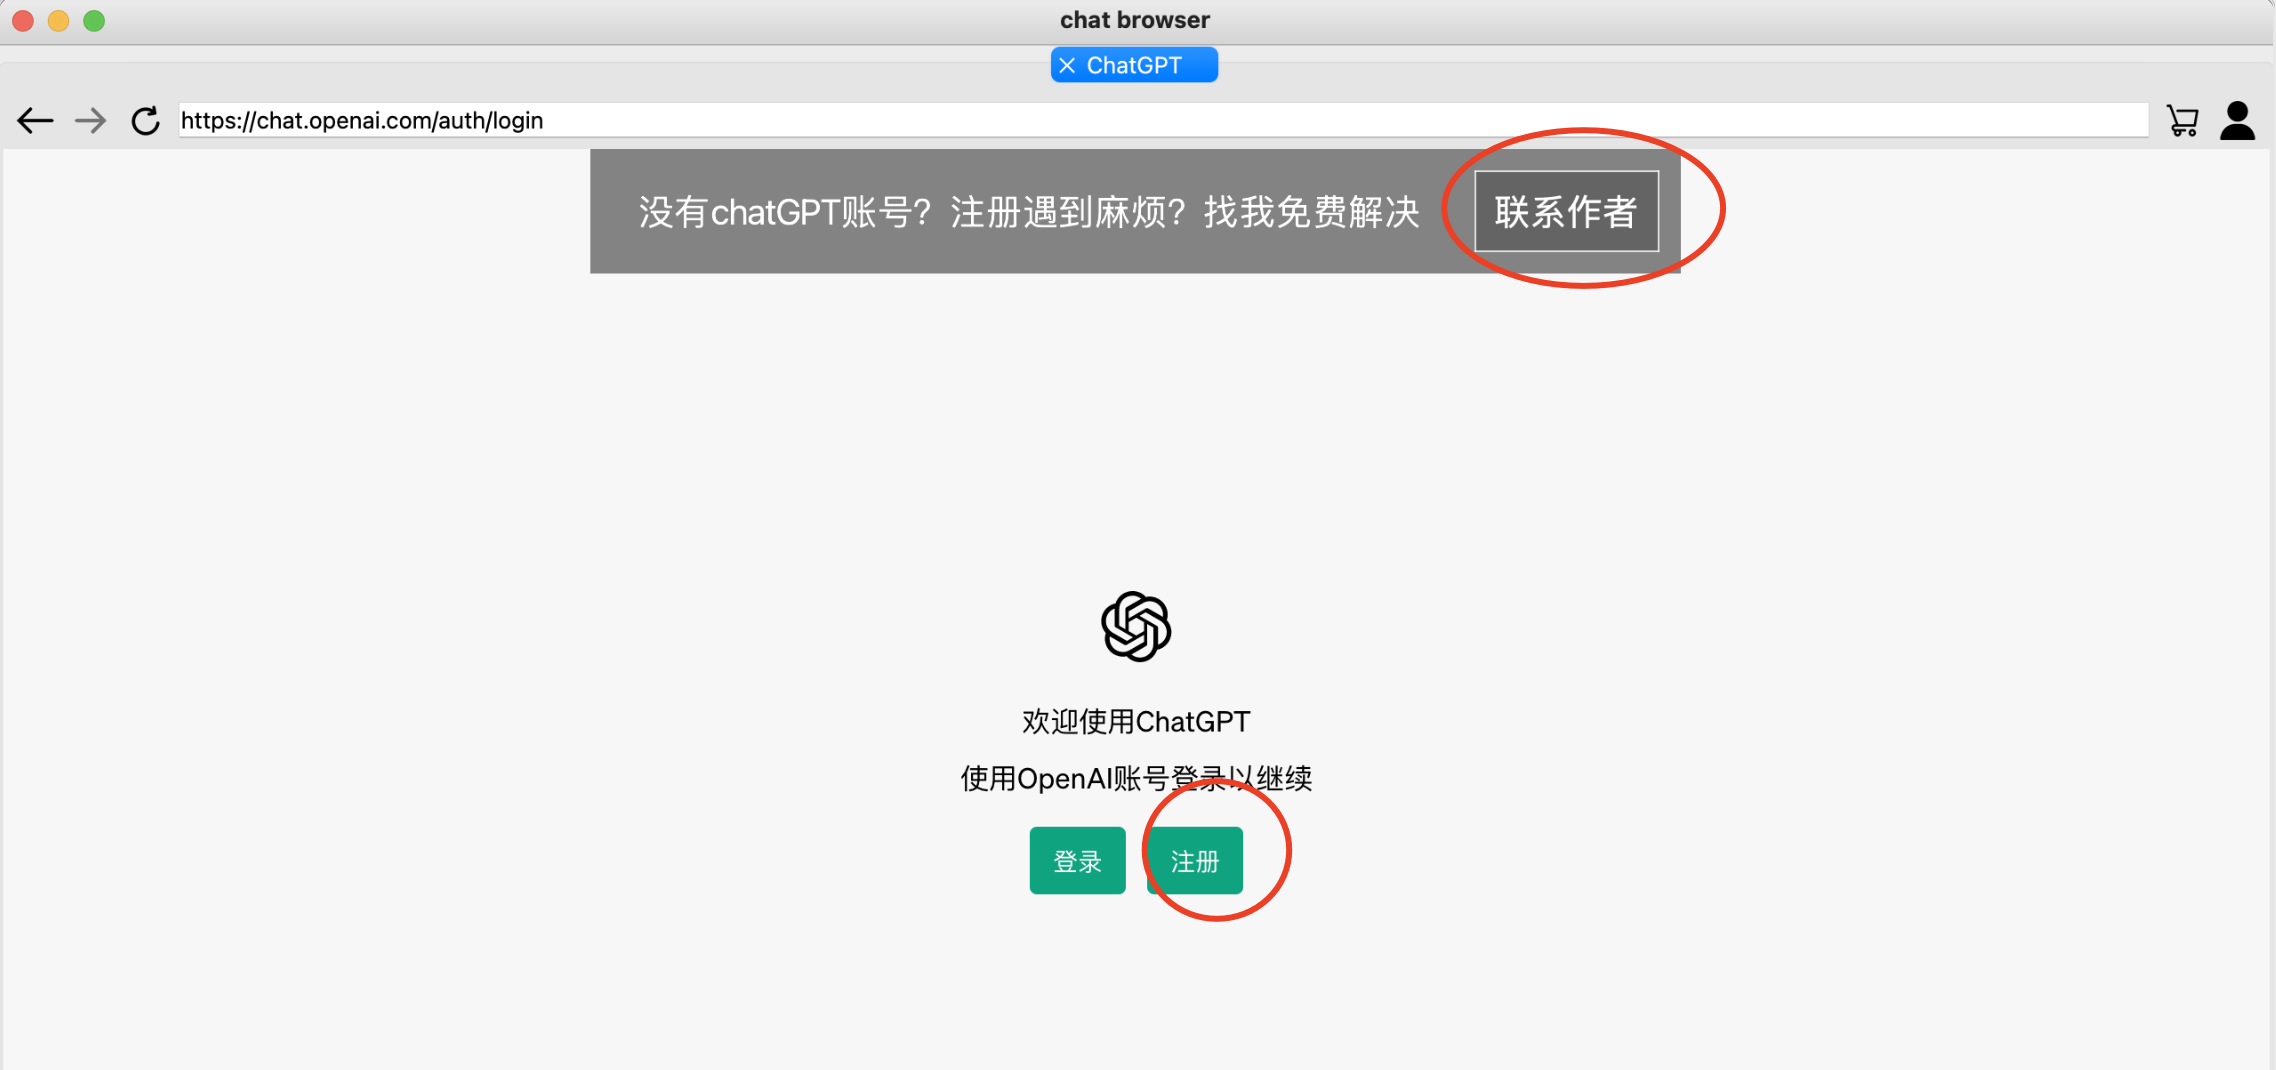 chat browser
ChatGPT
https://chat.openai.com/auth/login
没有chatGPT账号？注册遇到麻烦？找我免费解决 联系作者
欢迎使用ChatGPT
使用OpenAI账号登录以继续
登录 注册